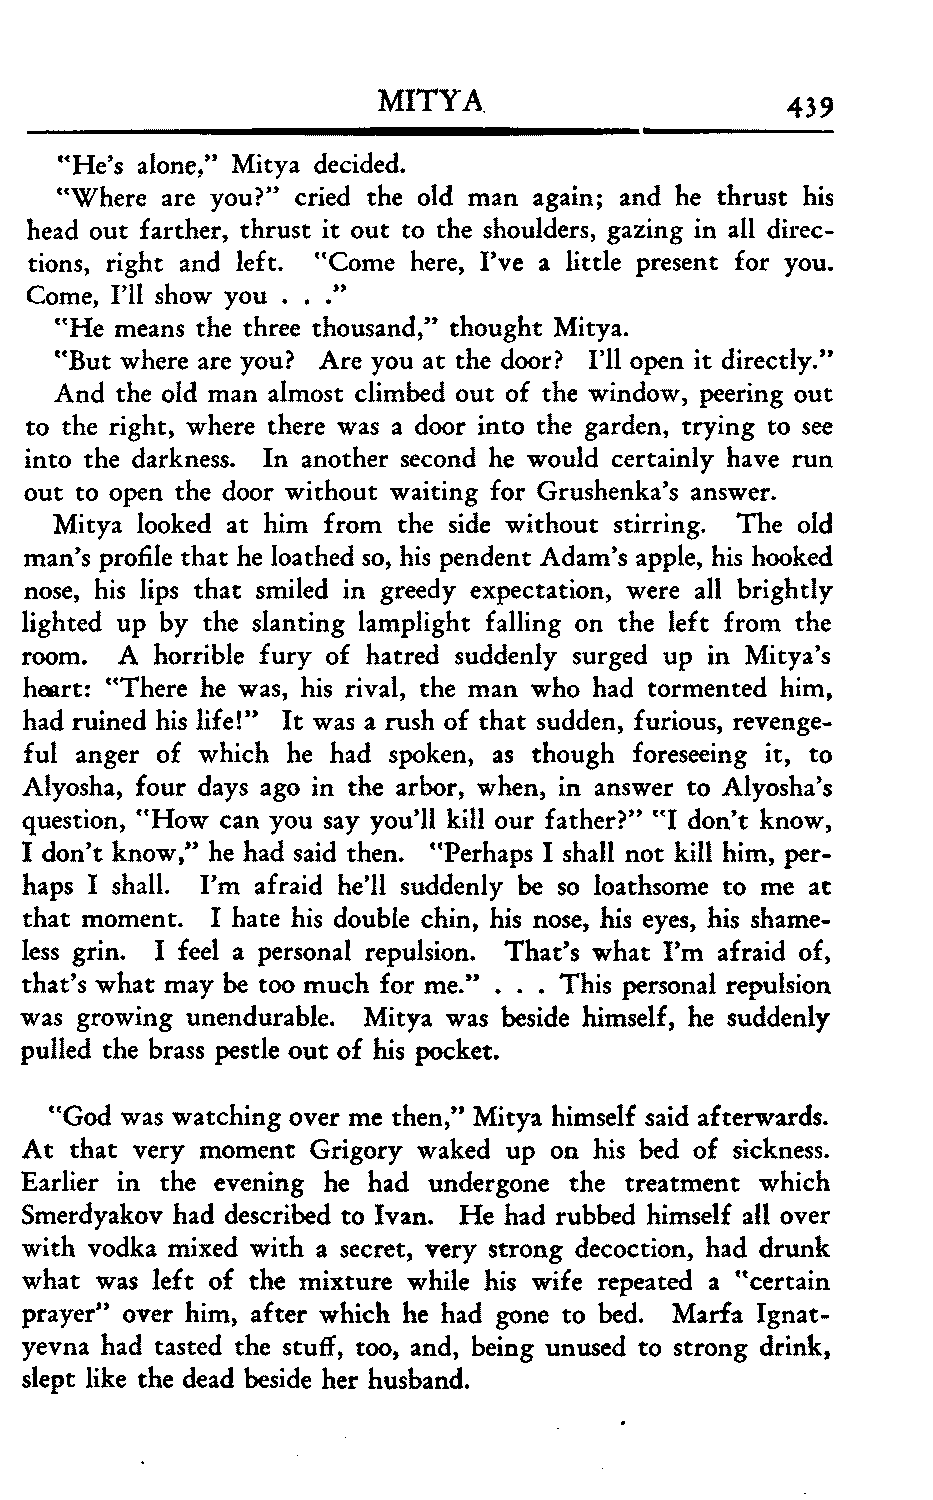 MITYA 439
"He's alone," Mitya decided.
"Where are you?" cried the old man again; and he thrust his
head out farther, thrust it out to the shoulders, gazing in all direc-
tions, right and left. "Come here, I've a little present for you.
Come, I'll show you . . ."
"He means the three thousand," thought Mitya.
"But where are you? Are you at the door? I'll open it directly."
And the old man almost climbed out of the window, peering out
to the right, where there was a door into the garden, trying to see
into the darkness. In another second he would certainly have run
out to open the door without waiting for Grushenka's answer.
Mitya looked at him from the side without stirring. The old
man's profile that he loathed so, his pendent Adam's apple, his hooked
nose, his lips that smiled in greedy expectation, were all brightly
lighted up by the slanting lamplight falling on the left from the
room. A horrible fury of hatred suddenly surged up in Mitya's
heart: "There he was, his rival, the man who had tormented him,
had ruined his life!" It was a rush of that sudden, furious, revenge-
ful anger of which he had spoken, as though foreseeing it, to
Alyosha, four days ago in the arbor, when, in answer to Alyosha's
question, "How can you say you'll kill our father?" "I don't know,
I don't know," he had said then. "Perhaps I shall not kill him, per-
haps I shall. I'm afraid he'll suddenly be so loathsome to me at
that moment. I hate his double chin, his nose, his eyes, his shame-
less grin. I feel a personal repulsion. That's what I'm afraid of,
that's what may be too much for me." . . . This personal repulsion
was growing unendurable. Mitya was beside himself, he suddenly
pulled the brass pestle out of his pocket.
"God was watching over me then," Mitya himself said afterwards.
At that very moment Grigory waked up on his bed of sickness.
Earlier in the evening he had undergone the treatment which
Smerdyakov had described to Ivan. He had rubbed himself all over
with vodka mixed with a secret, very strong decoction, had drunk
what was left of the mixture while his wife repeated a "certain
prayer" over him, after which he had gone to bed. Marfa Ignat-
yevna had tasted the stuff, too, and, being unused to strong drink,
slept like the dead beside her husband.